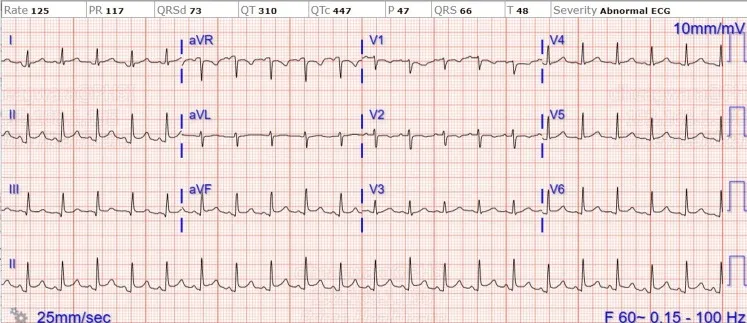 Rate 125 PR 117 QRSd 73 QT 310 QTc 447 P 47 QRS 66 T 48 Severity Abnormal ECG
10mm/mV
I aVR V1 V4
II aVL V2 V5
III aVF V3 V6
II
25mm/sec F 60~ 0.15 - 100 Hz